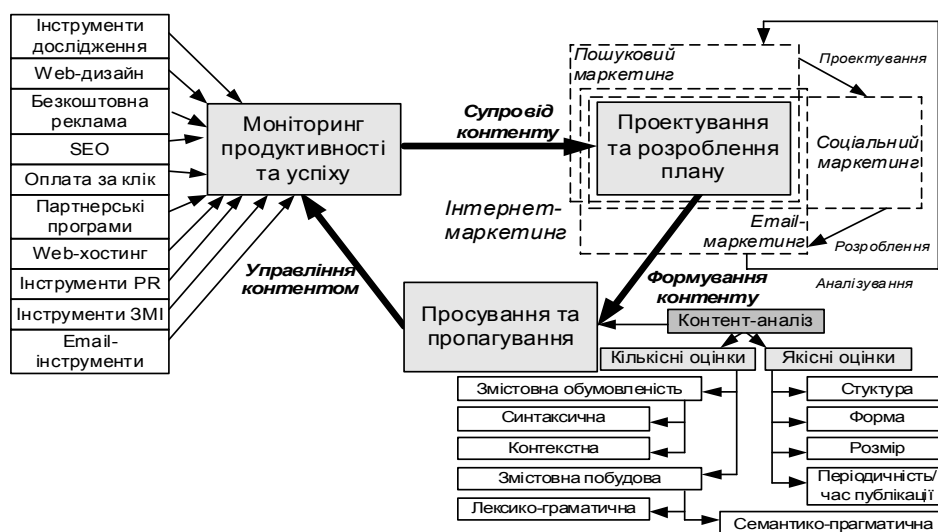 Інструменти
дослідження
Web-дизайн
Безкоштовна
реклама
SEO
Оплата за клік
Партнерські
програми
Web-хостинг
Інструменти PR
Інструменти ЗМІ
Email-
інструменти
Моніторинг
продуктивності
та успіху
Супровід
контенту
Пошуковий
маркетинг
Проектування
та розроблення
плану
Проектування
Соціальний
маркетинг
Інтернет-
маркетинг
Email-
маркетинг
Розроблення
Аналізування
Управління
контентом
Формування
контенту
Просування та
пропагування
Контент-аналіз
Кількісні оцінки
Якісні оцінки
Змістовна обумовленість
Синтаксична
Контекстна
Змістовна побудова
Лексико-граматична
Семантико-прагматична
Стуктура
Форма
Розмір
Періодичність/
час публікації